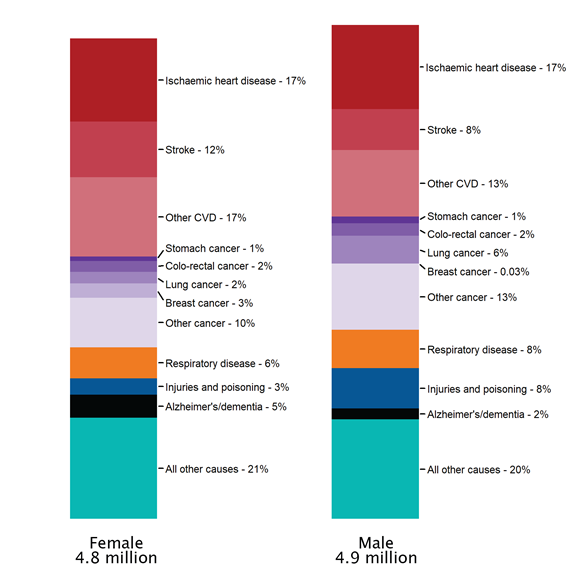 Ischaemic heart disease - 17%
Stroke - 12%
Other CVD - 17%
Stomach cancer - 1%
Colo-rectal cancer - 2%
Lung cancer - 2%
Breast cancer - 3%
Other cancer - 10%
Respiratory disease - 6%
Injuries and poisoning - 3%
Alzheimer's/dementia - 5%
All other causes - 21%
Female
4.8 million
Ischaemic heart disease - 17%
Stroke - 8%
Other CVD - 13%
Stomach cancer - 1%
Colo-rectal cancer - 2%
Lung cancer - 6%
Breast cancer - 0.03%
Other cancer - 13%
Respiratory disease - 8%
Injuries and poisoning - 8%
Alzheimer's/dementia - 2%
All other causes - 20%
Male
4.9 million